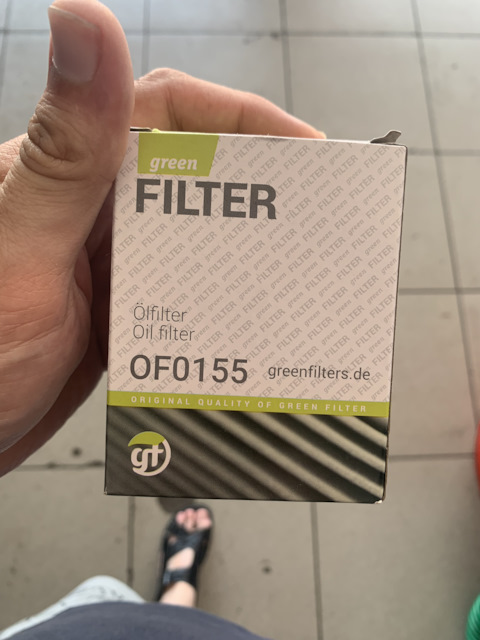 green
FILTER
Ölfilter
Oil filter
OF0155
greenfilters.de
ORIGINAL QUALITY OF GREEN FILTER
gf